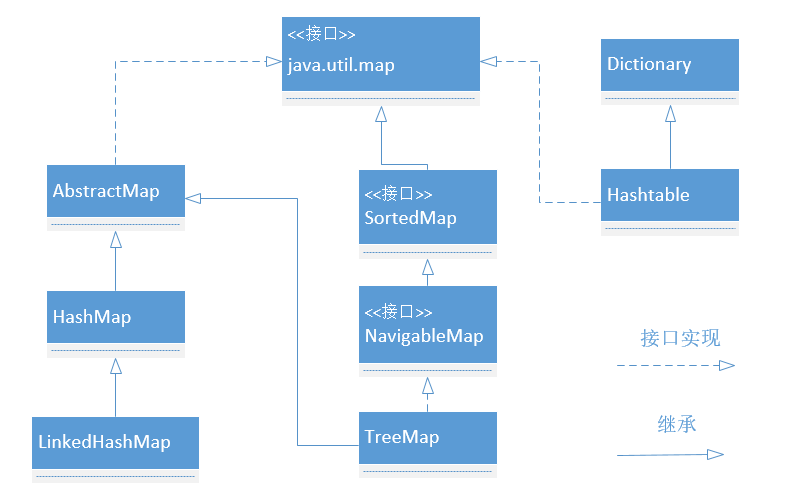 <<接口>>
java.util.map
Dictionary
AbstractMap
<<接口>>
SortedMap
Hashtable
HashMap
<<接口>>
NavigableMap
接口实现
LinkedHashMap
TreeMap
继承